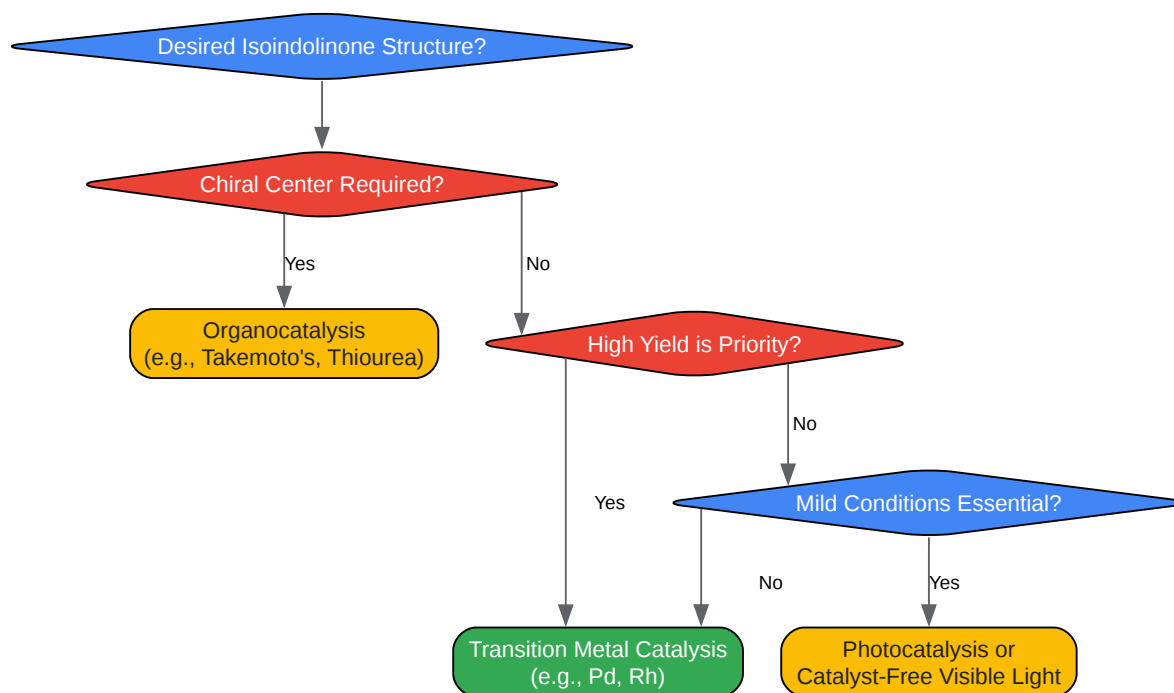 Desired Isoindolinone Structure?
Chiral Center Required?
Yes
No
Organocatalysis
(e.g., Takemoto's, Thiourea)
High Yield is Priority?
No
Yes
Mild Conditions Essential?
No
Yes
Transition Metal Catalysis
(e.g., Pd, Rh)
Photocatalysis or
Catalyst-Free Visible Light